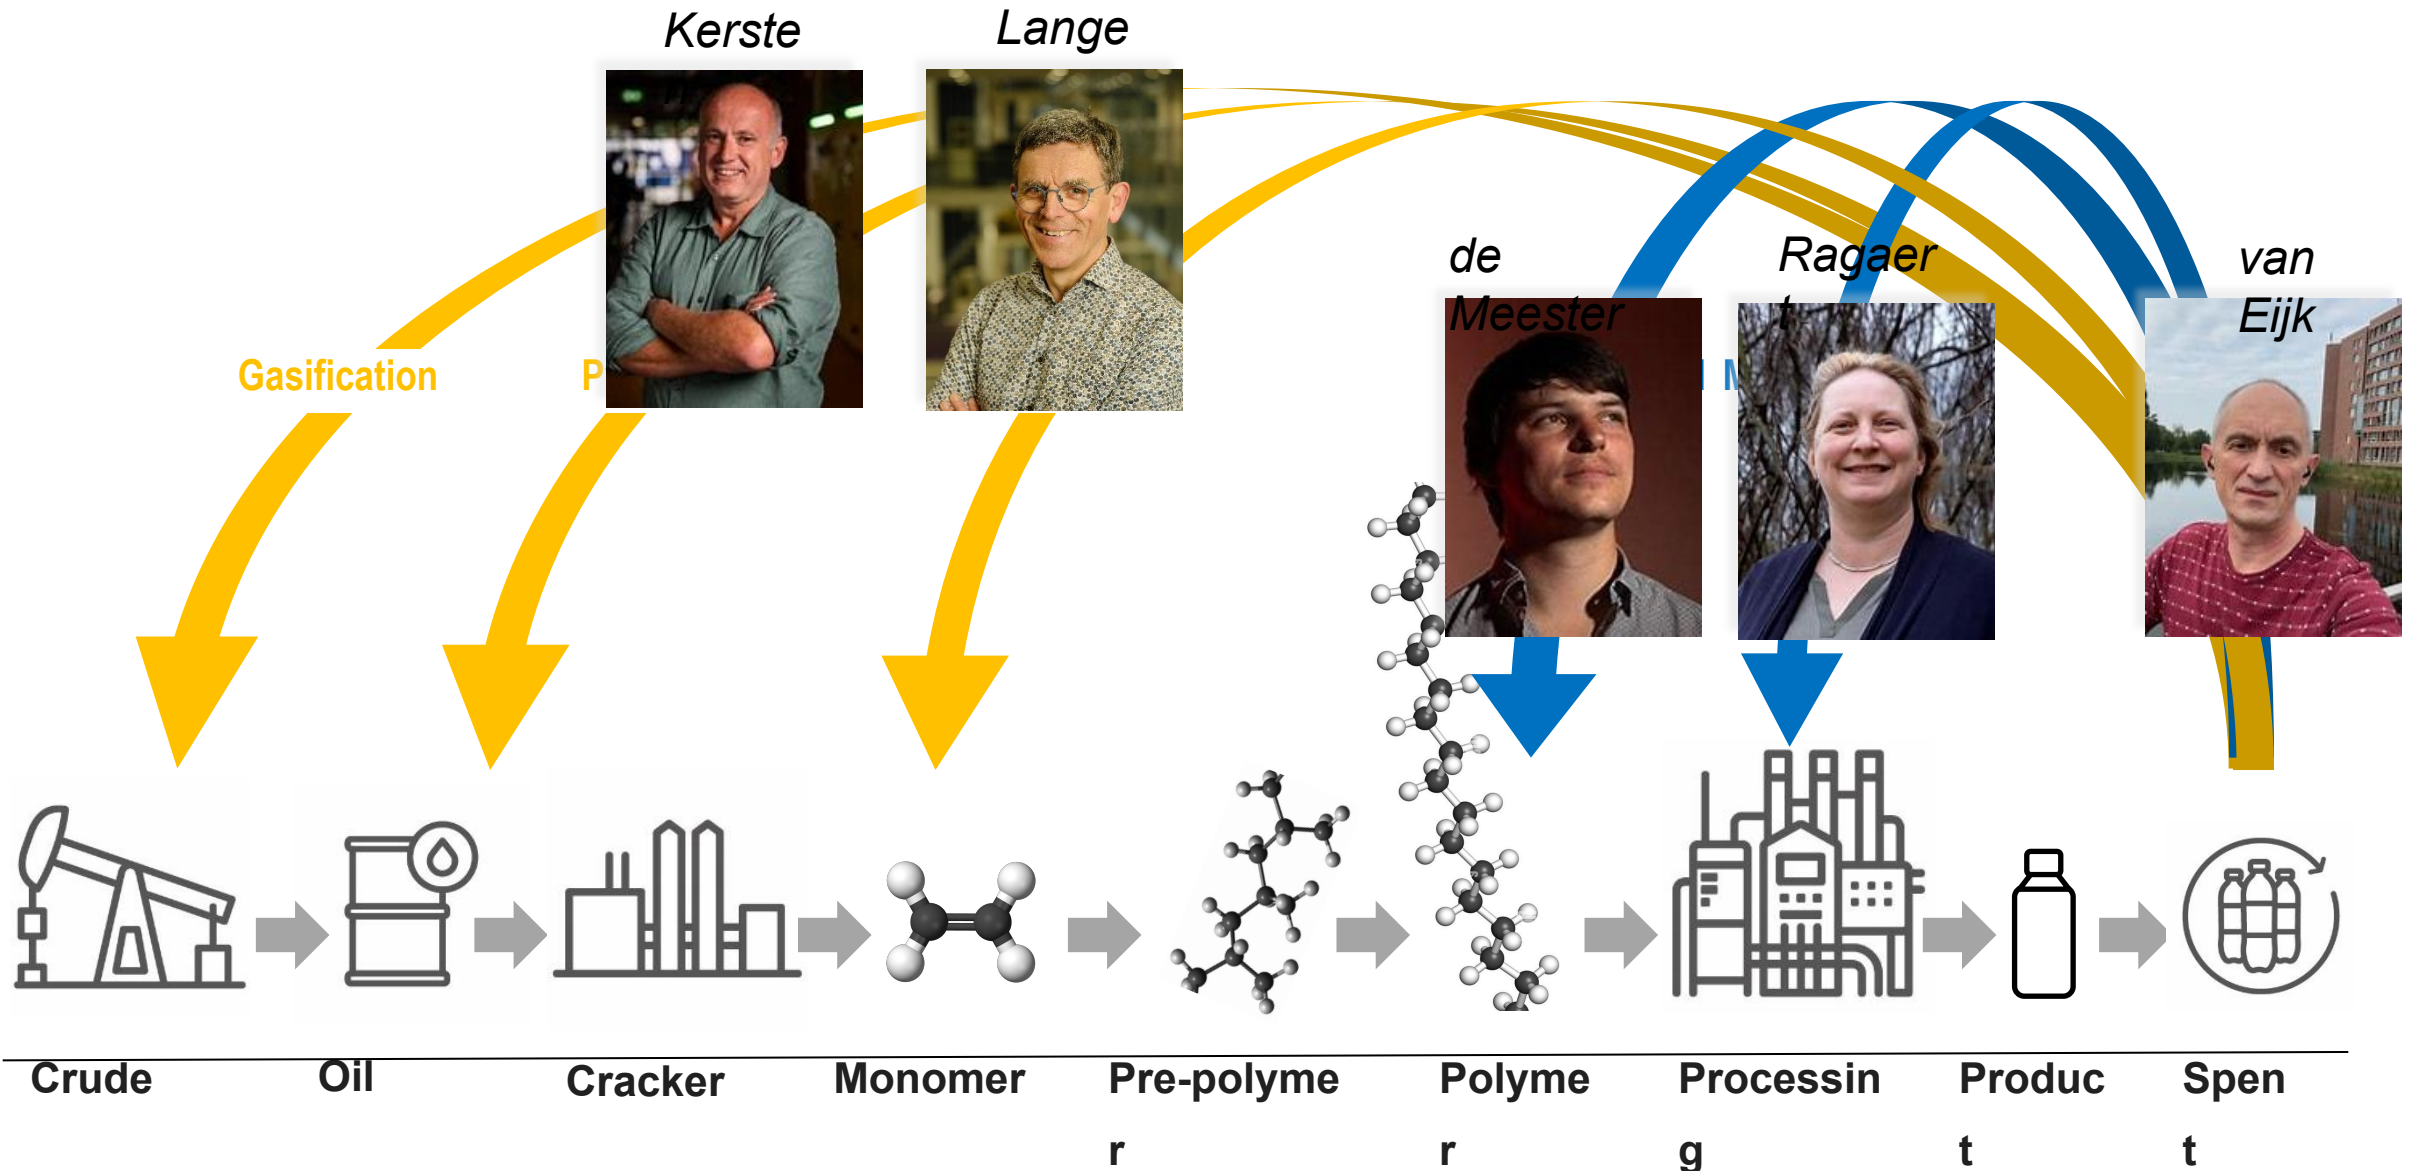 Kerste
Lange
de
Meester
Ragaer
t
van
Eijk
Gasification
P
M
Crude
Oil
Cracker
Monomer
Pre-polyme
r
Polyme
r
Processin
g
Produc
t
Spen
t